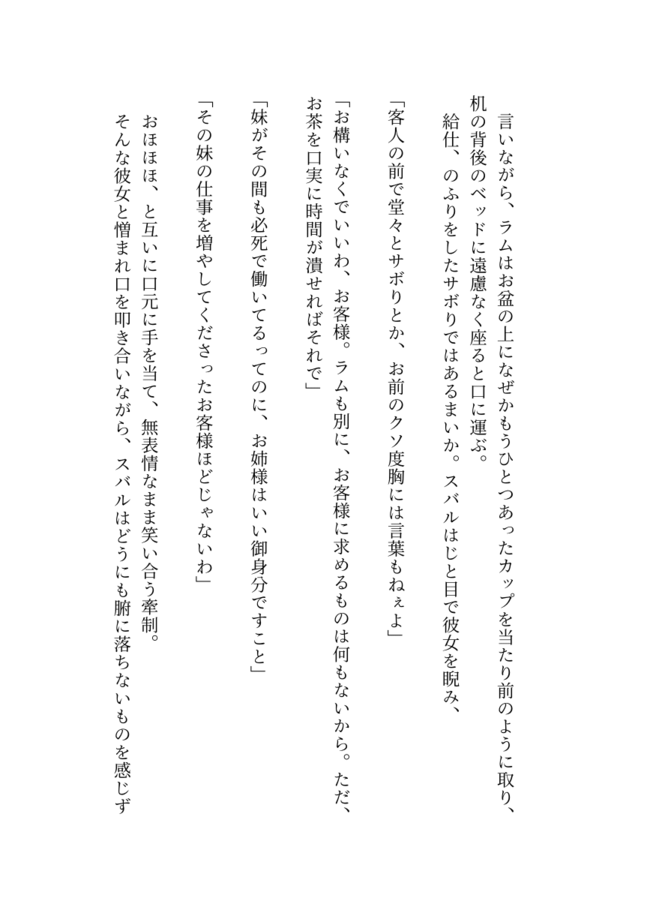 言いながら、ラムはお盆の上になぜかもうひとつあったカップを当たり前のように取り、
机の背後のベッドに遠慮なく座ると口に運ぶ。
給仕、のふりをしたサボりではあるまいか。スバルはじと目で彼女を睨み、
「客人の前で堂々とサボりとか、お前のクソ度胸には言葉もねぇよ」
「お構いなくでいいわ、お客様。ラムも別に、お客様に求めるものは何もないから。ただ、
お茶を口実に時間が潰せればそれで」
「妹がその間も必死で働いてるってのに、お姉様はいい御身分ですこと」
「その妹の仕事を増やしてくださったお客様ほどじゃないわ」
おほほほ、と互いに口元に手を当て、無表情なまま笑い合う牽制。
そんな彼女と憎まれ口を叩き合いながら、スバルはどうにも腑に落ちないものを感じず